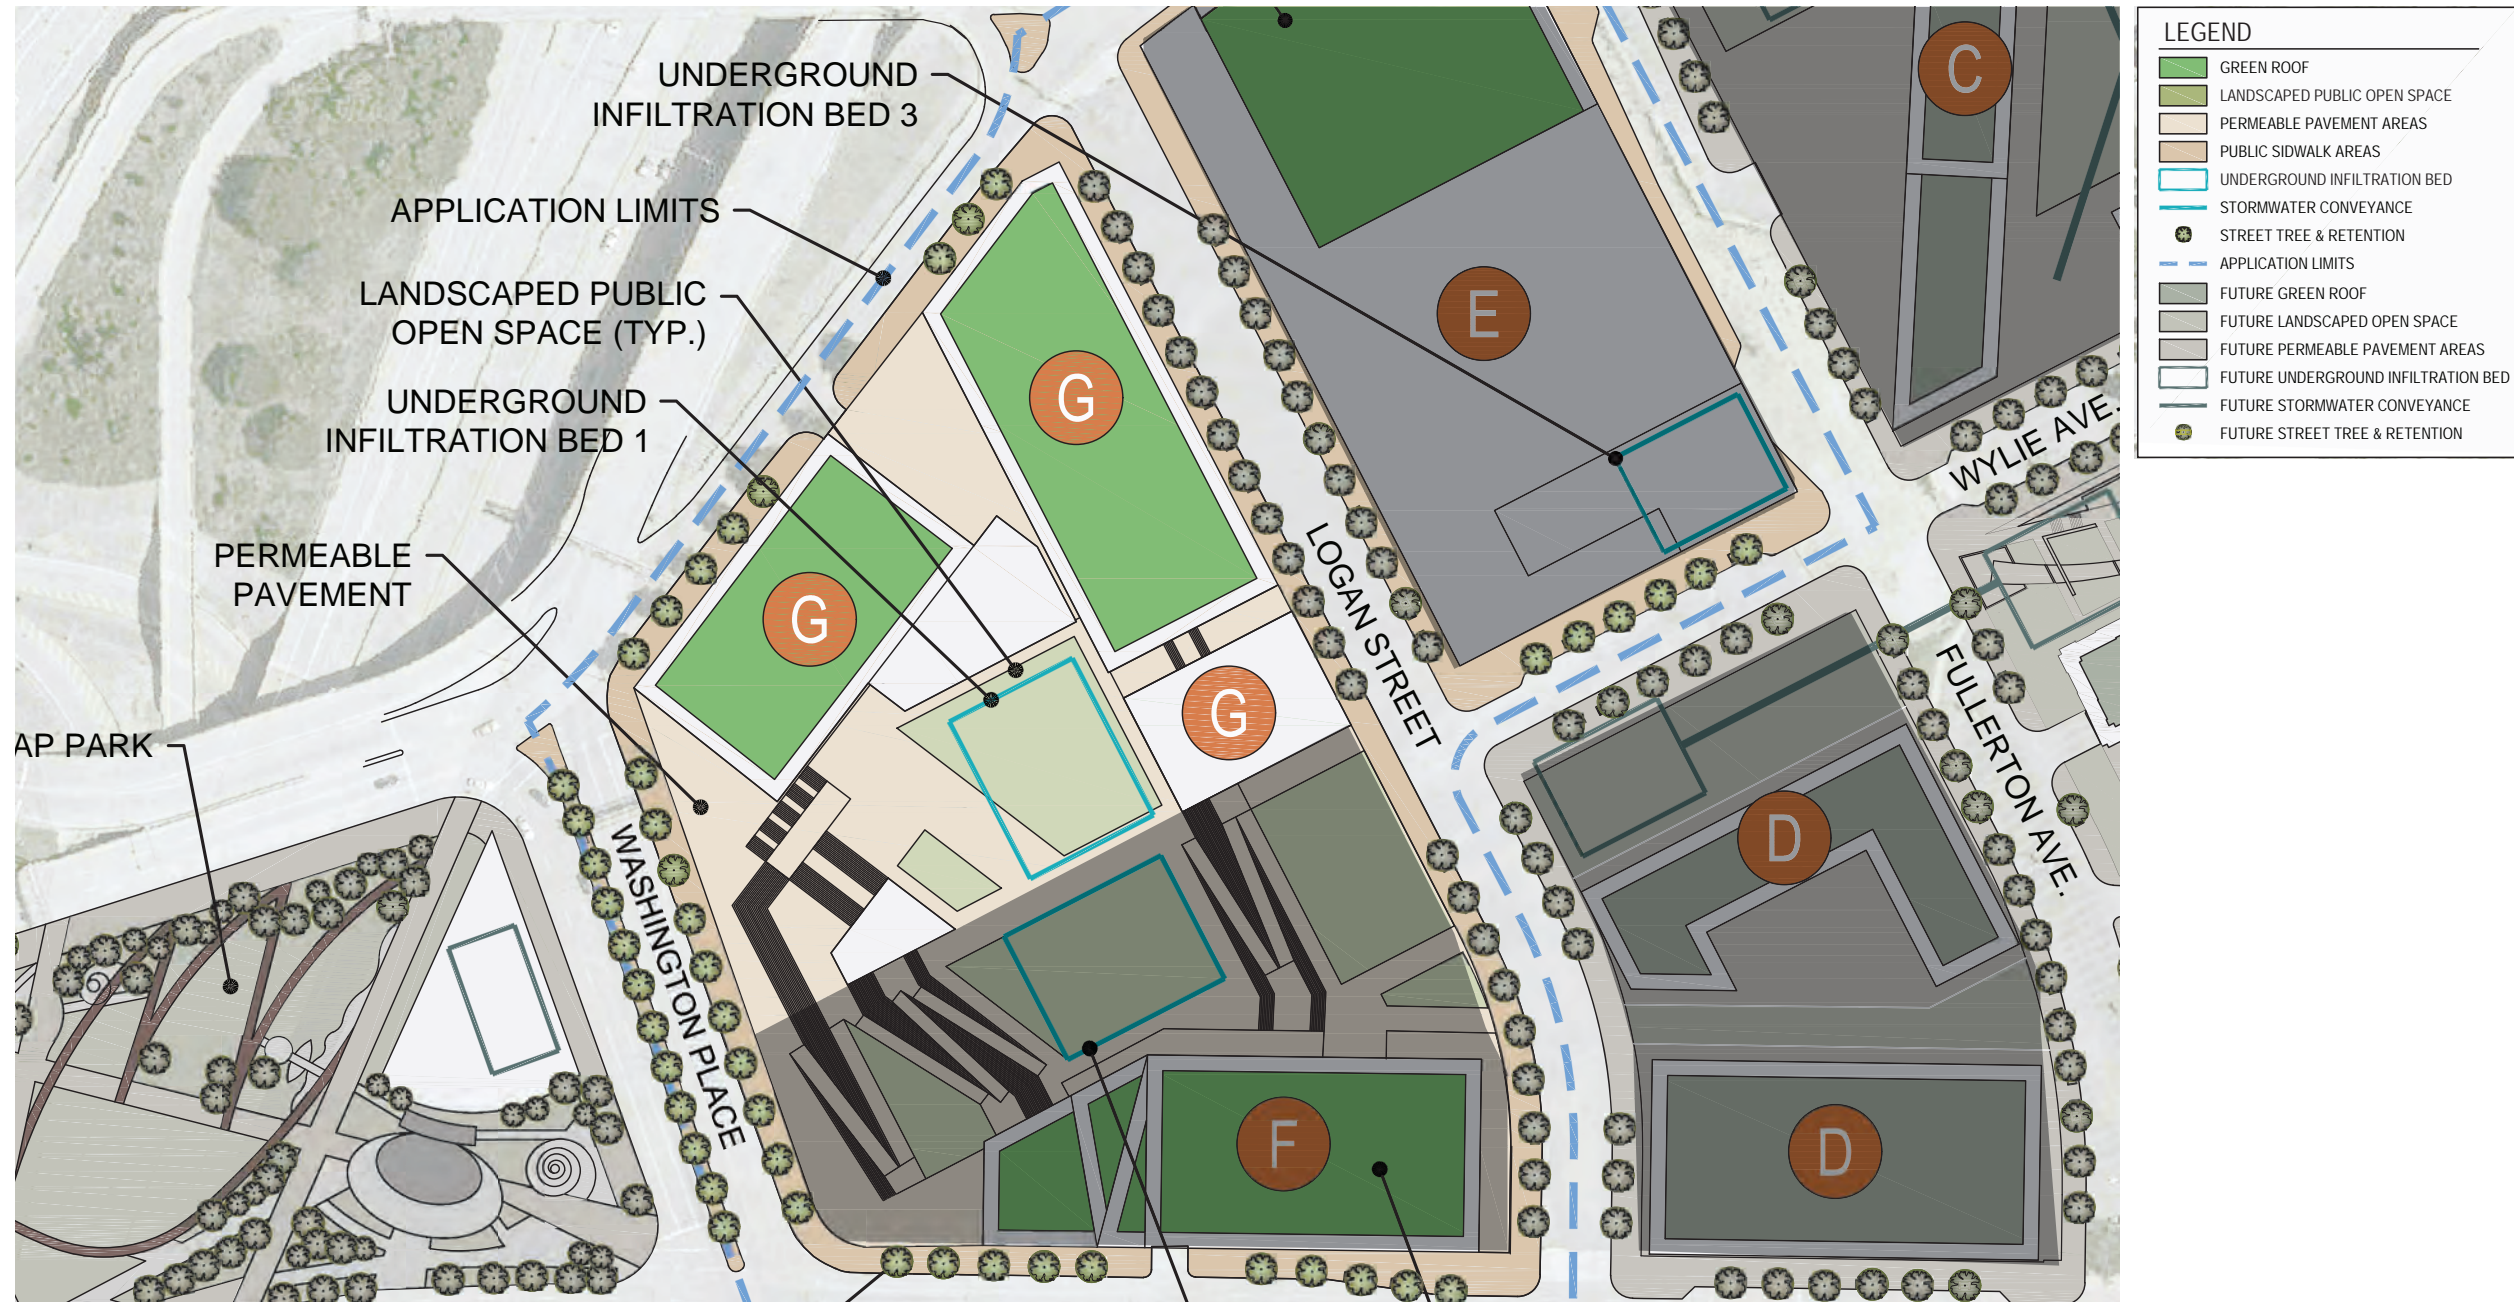 UNDERGROUND
INFILTRATION BED 3
APPLICATION LIMITS
LANDSCAPED PUBLIC
OPEN SPACE (TYP.)
UNDERGROUND
INFILTRATION BED 1
PERMEABLE
PAVEMENT
AP PARK
C
E
G
G
G
D
D
F
LOGAN STREET
WYLIE AVE.
FULLERTON AVE.
WASHINGTON PLACE
LEGEND
GREEN ROOF
LANDSCAPED PUBLIC OPEN SPACE
PERMEABLE PAVEMENT AREAS
PUBLIC SIDWALK AREAS
UNDERGROUND INFILTRATION BED
STORMWATER CONVEYANCE
STREET TREE & RETENTION
APPLICATION LIMITS
FUTURE GREEN ROOF
FUTURE LANDSCAPED OPEN SPACE
FUTURE PERMEABLE PAVEMENT AREAS
FUTURE UNDERGROUND INFILTRATION BED
FUTURE STORMWATER CONVEYANCE
FUTURE STREET TREE & RETENTION